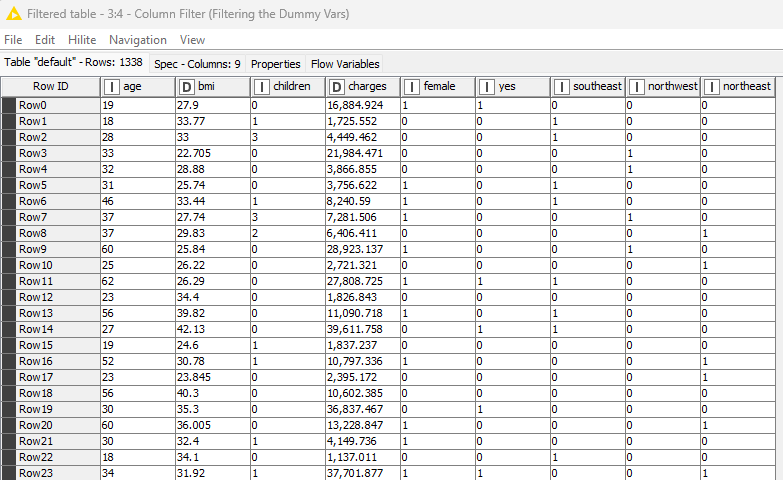 Filtered table - 3:4 - Column Filter (Filtering the Dummy Vars)
File Edit Hilite Navigation View
Table "default" - Rows: 1338 Spec - Columns: 9 Properties Flow Variables
Row ID I age D bmi I children D charges I female I yes I southeast I northwest I northeast
Row0 19 27.9 0 16,884.924 1 1 0 0 0
Row1 18 33.77 1 1,725.552 0 0 1 0 0
Row2 28 33 3 4,449.462 0 0 1 0 0
Row3 33 22.705 0 21,984.471 0 0 0 1 0
Row4 32 28.88 0 3,866.855 0 0 0 1 0
Row5 31 25.74 0 3,756.622 1 0 1 0 0
Row6 46 33.44 1 8,240.59 1 0 1 0 0
Row7 37 27.74 3 7,281.506 1 0 0 1 0
Row8 37 29.83 2 6,406.411 0 0 0 0 1
Row9 60 25.84 0 28,923.137 1 0 0 1 0
Row10 25 26.22 0 2,721.321 0 0 0 0 1
Row11 62 26.29 0 27,808.725 1 1 1 0 0
Row12 23 34.4 0 1,826.843 0 0 0 0 0
Row13 56 39.82 0 11,090.718 1 0 1 0 0
Row14 27 42.13 0 39,611.758 0 1 1 0 0
Row15 19 24.6 1 1,837.237 0 0 0 0 0
Row16 52 30.78 1 10,797.336 1 0 0 0 1
Row17 23 23.845 0 2,395.172 0 0 0 0 1
Row18 56 40.3 0 10,602.385 0 0 0 0 0
Row19 30 35.3 0 36,837.467 0 1 0 0 0
Row20 60 36.005 0 13,228.847 1 0 0 0 1
Row21 30 32.4 1 4,149.736 1 0 0 0 0
Row22 18 34.1 0 1,137.011 0 0 1 0 0
Row23 34 31.92 1 37,701.877 1 1 0 0 1